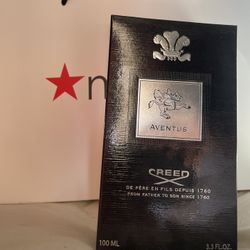 ★m
AVENTUS
CREED
DE PÈRE EN FILS DEPUIS 1760
FROM FATHER TO SON SINCE 1760
100 ML
3.3 FL.OZ.